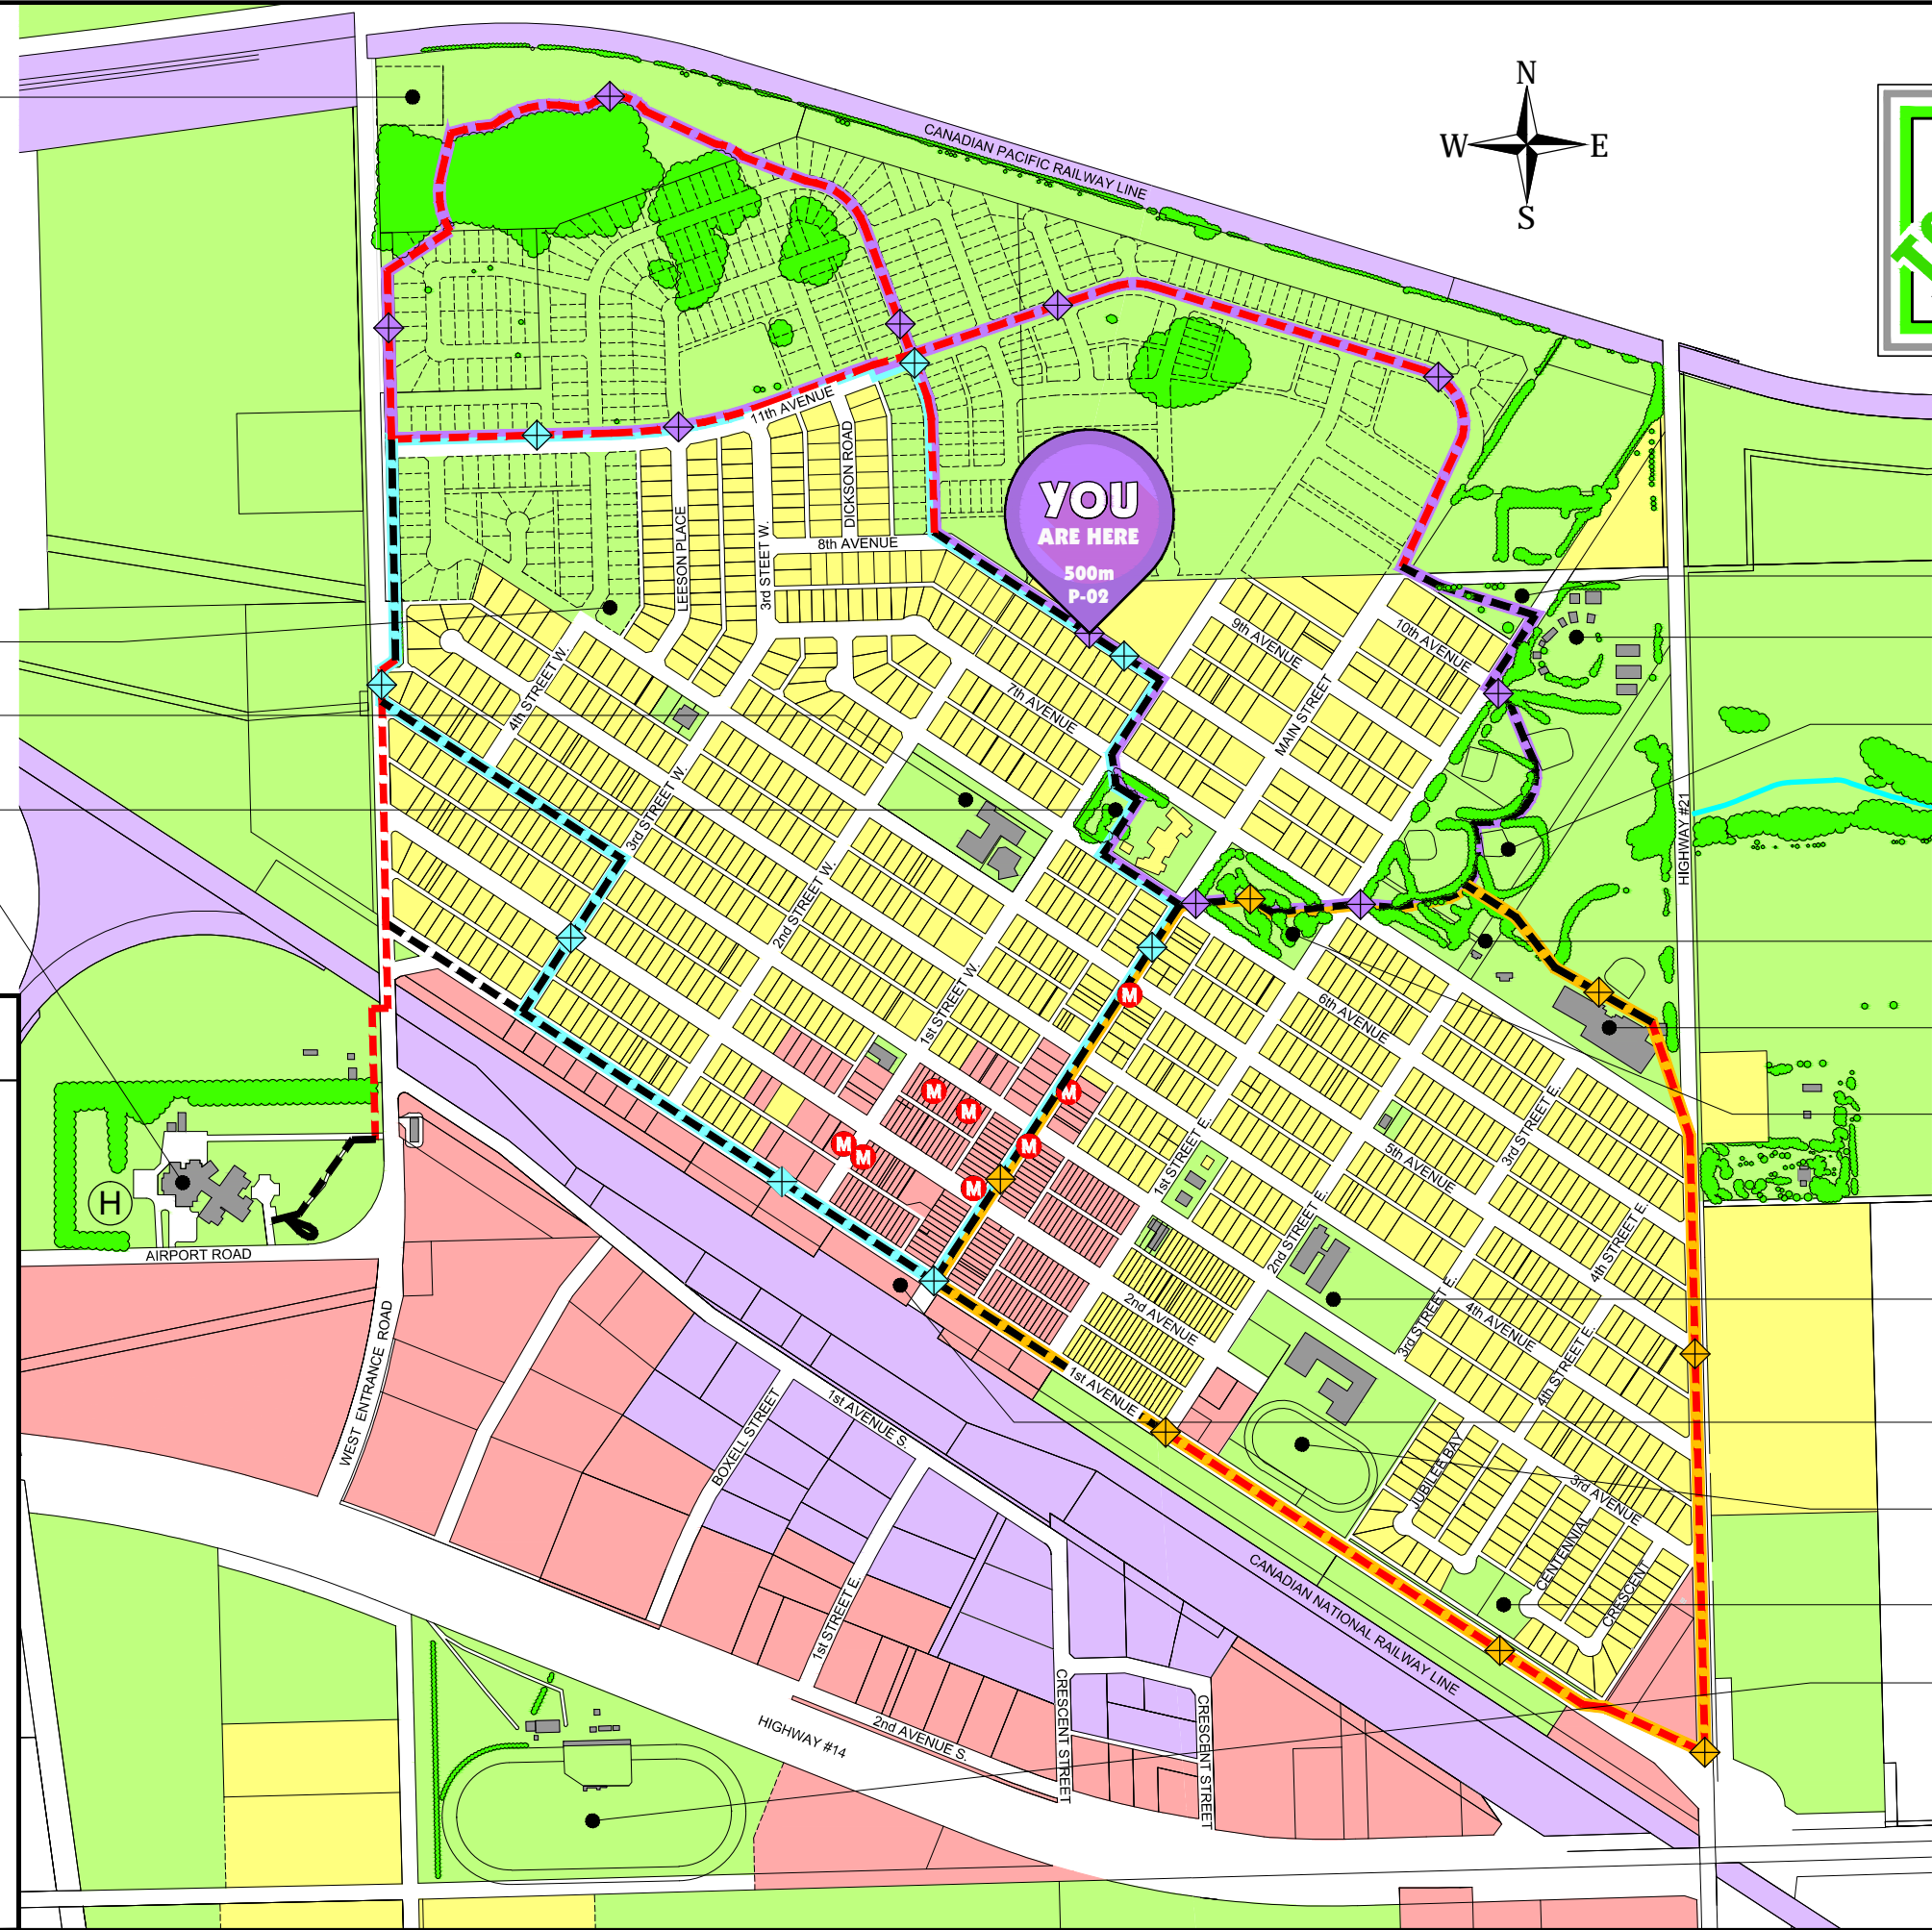 N
W E
S
CANADIAN PACIFIC RAILWAY LINE
11th AVENUE
DICKSON ROAD
LEESON PLACE
3rd STEET W.
8th AVENUE
YOU
ARE HERE
500m
P-02
9th AVENUE
10th AVENUE
7th AVENUE
MAIN STREET
4th STREET W.
3rd STREET W.
2nd STREET W.
1st STREET W.
HIGHWAY #21
6th AVENUE
5th AVENUE
3rd STREET E.
4th STREET E.
1st STREET E.
2nd STREET E.
3rd STREET E.
4th AVENUE
4th STREET E.
2nd AVENUE
1st AVENUE
3rd AVENUE
JUBILEE BAY
CENTENNIAL
CRESCENT
M
M
M
M
M
M
M
M
H
AIRPORT ROAD
WEST ENTRANCE ROAD
BOXELL STREET
1st AVENUE S.
1st STREET E.
CANADIAN NATIONAL RAILWAY LINE
CRESCENT STREET
CRESCENT STREET
2nd AVENUE S.
HIGHWAY #14